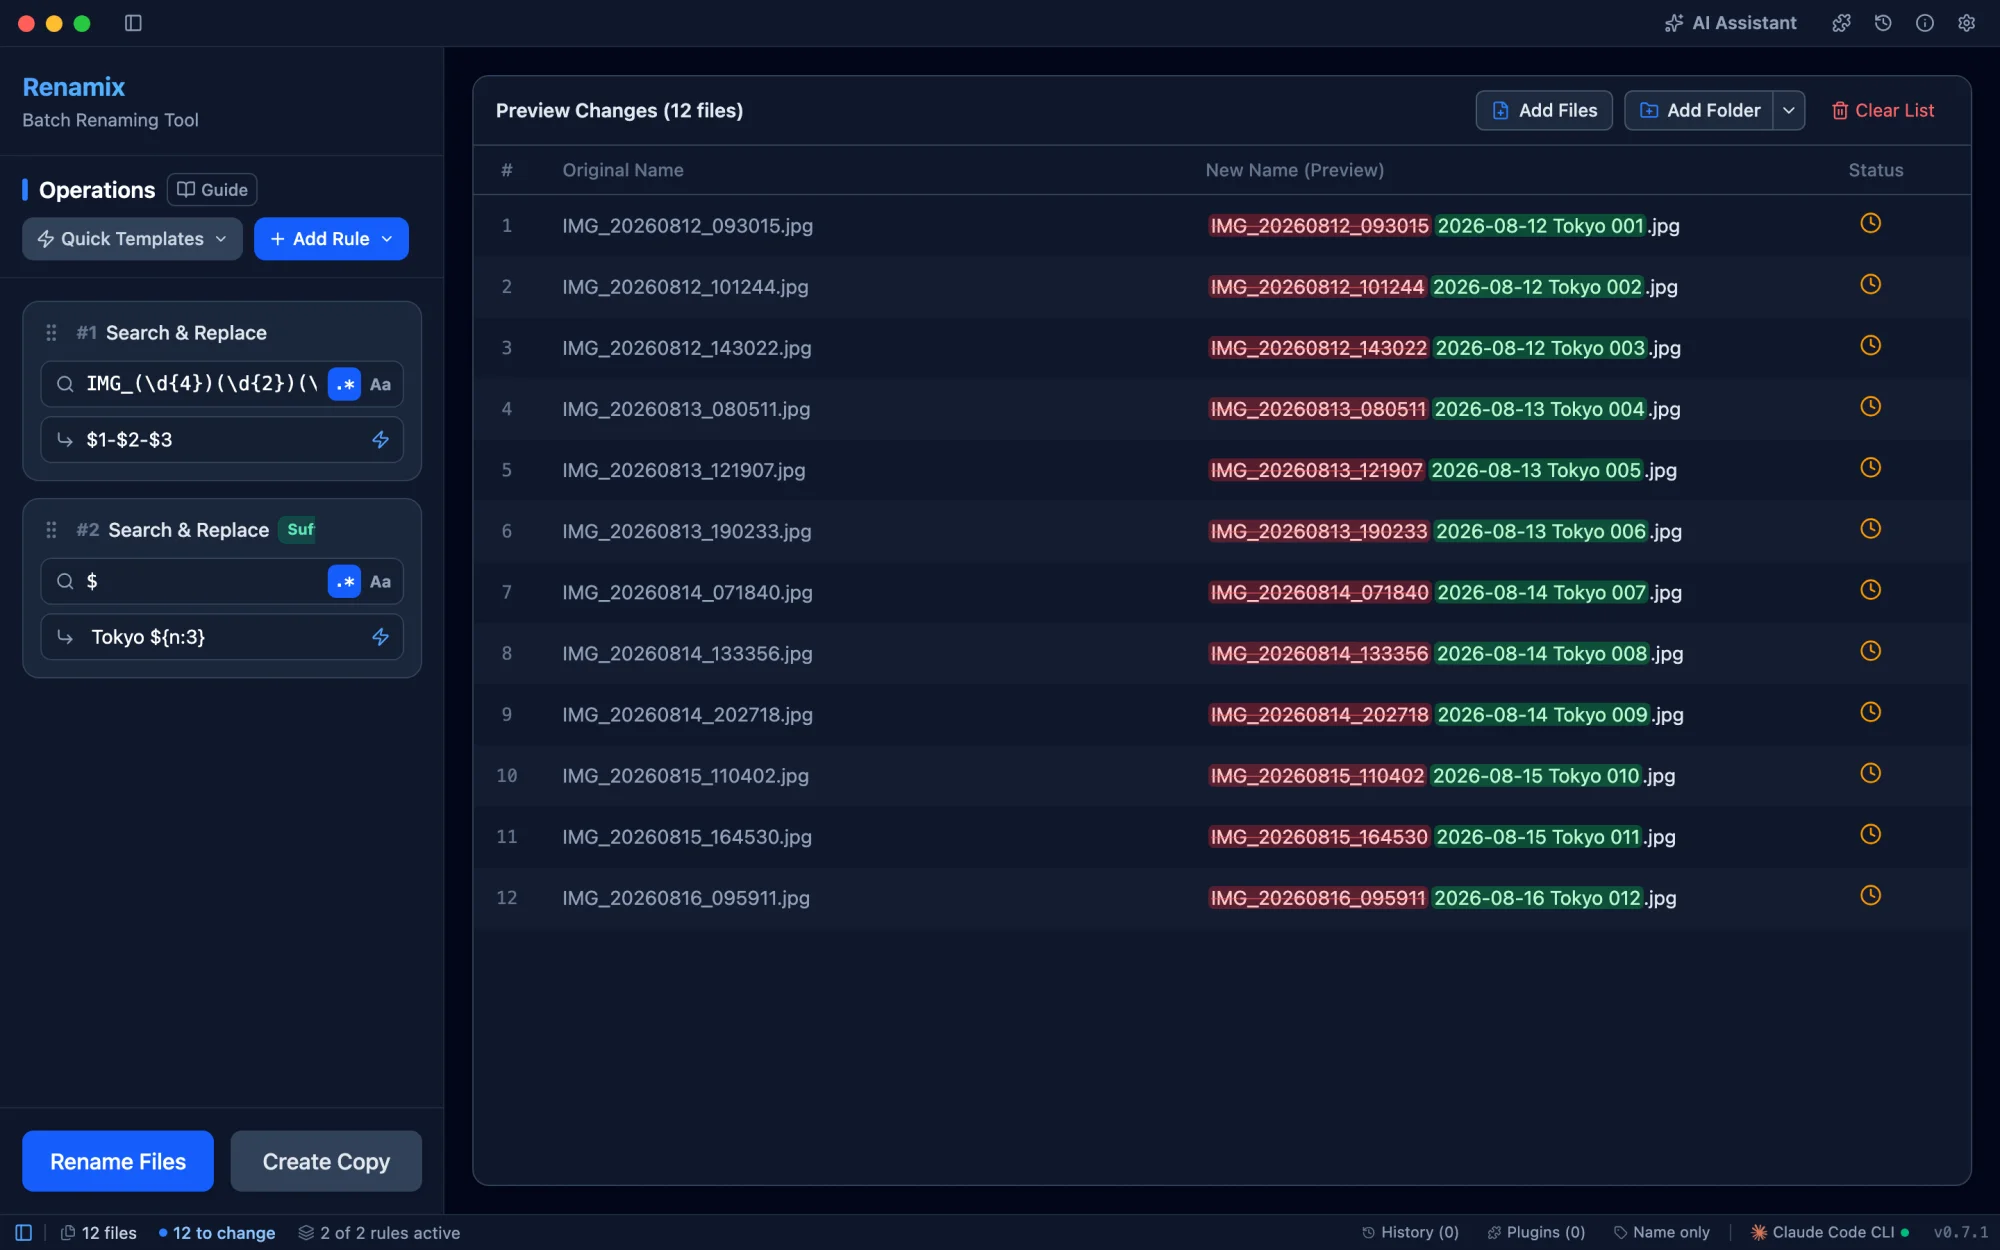 AI Assistant
Renamix
Batch Renaming Tool
Operations Guide
Quick Templates + Add Rule
#1 Search & Replace
IMG_(\d{4})(\d{2})(\ .* Aa
$1-$2-$3
#2 Search & Replace Suf
$ .* Aa
Tokyo ${n:3}
Rename Files Create Copy
Preview Changes (12 files) Add Files Add Folder Clear List
# Original Name New Name (Preview) Status
1 IMG_20260812_093015.jpg IMG_20260812_093015 2026-08-12 Tokyo 001.jpg
2 IMG_20260812_101244.jpg IMG_20260812_101244 2026-08-12 Tokyo 002.jpg
3 IMG_20260812_143022.jpg IMG_20260812_143022 2026-08-12 Tokyo 003.jpg
4 IMG_20260813_080511.jpg IMG_20260813_080511 2026-08-13 Tokyo 004.jpg
5 IMG_20260813_121907.jpg IMG_20260813_121907 2026-08-13 Tokyo 005.jpg
6 IMG_20260813_190233.jpg IMG_20260813_190233 2026-08-13 Tokyo 006.jpg
7 IMG_20260814_071840.jpg IMG_20260814_071840 2026-08-14 Tokyo 007.jpg
8 IMG_20260814_133356.jpg IMG_20260814_133356 2026-08-14 Tokyo 008.jpg
9 IMG_20260814_202718.jpg IMG_20260814_202718 2026-08-14 Tokyo 009.jpg
10 IMG_20260815_110402.jpg IMG_20260815_110402 2026-08-15 Tokyo 010.jpg
11 IMG_20260815_164530.jpg IMG_20260815_164530 2026-08-15 Tokyo 011.jpg
12 IMG_20260816_095911.jpg IMG_20260816_095911 2026-08-16 Tokyo 012.jpg
12 files 12 to change 2 of 2 rules active History (0) Plugins (0) Name only Claude Code CLI v0.7.1